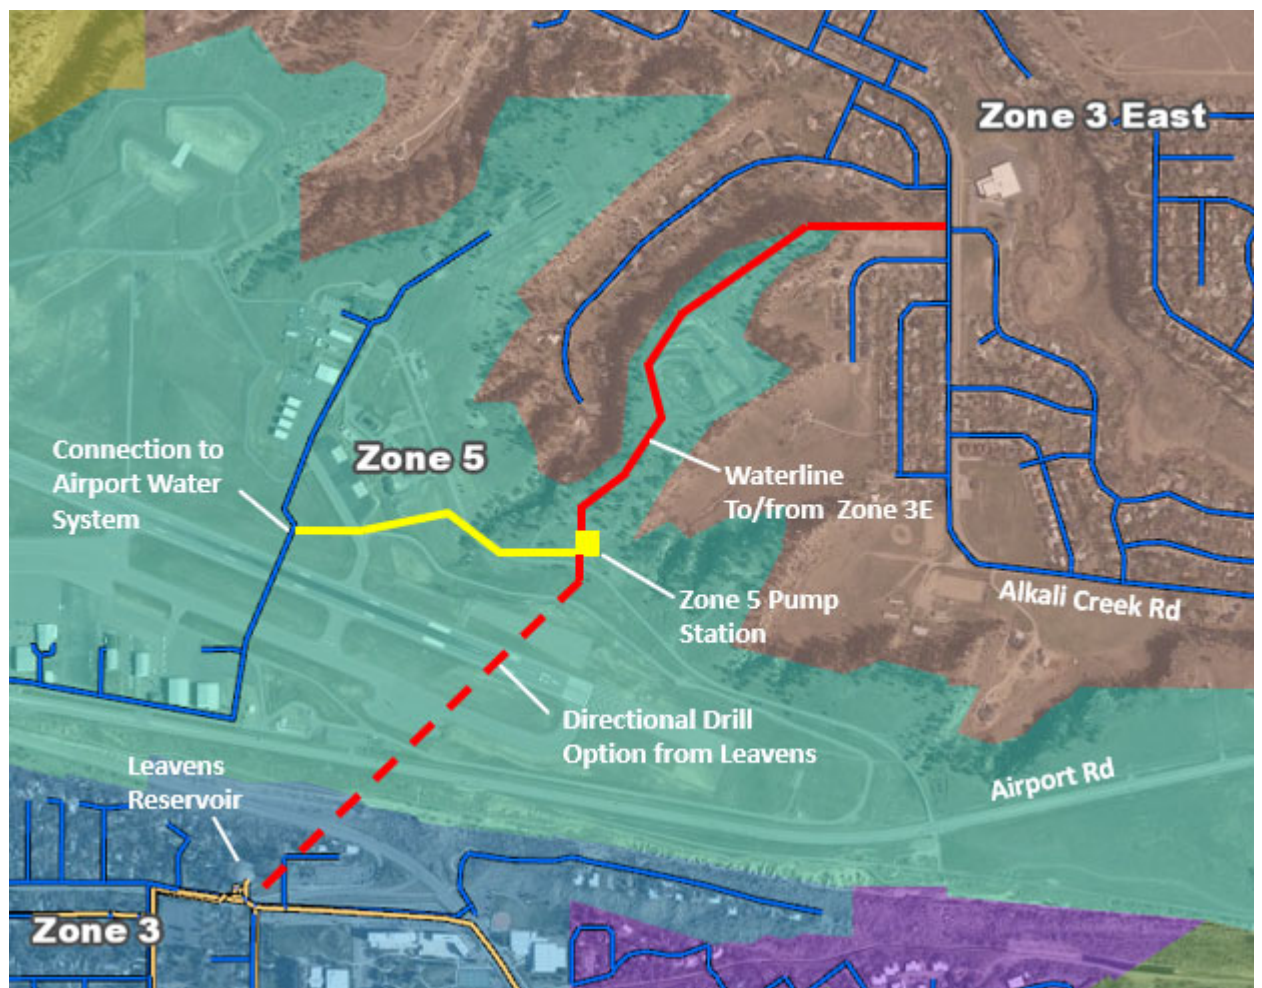 Zone 3 East
Connection to
Airport Water
System
Zone 5
Waterline
To/from Zone 3E
Zone 5 Pump
Station
Alkali Creek Rd
Directional Drill
Option from Leavens
Leavens
Reservoir
Airport Rd
Zone 3